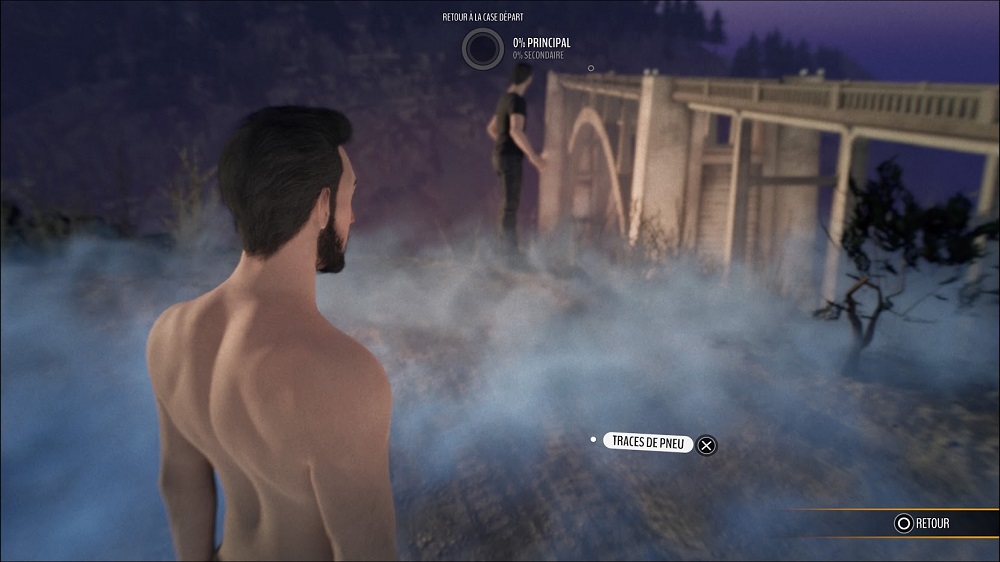 RETOUR À LA CASE DÉPART
0% PRINCIPAL
0% SECONDAIRE
TRACES DE PNEU
RETOUR